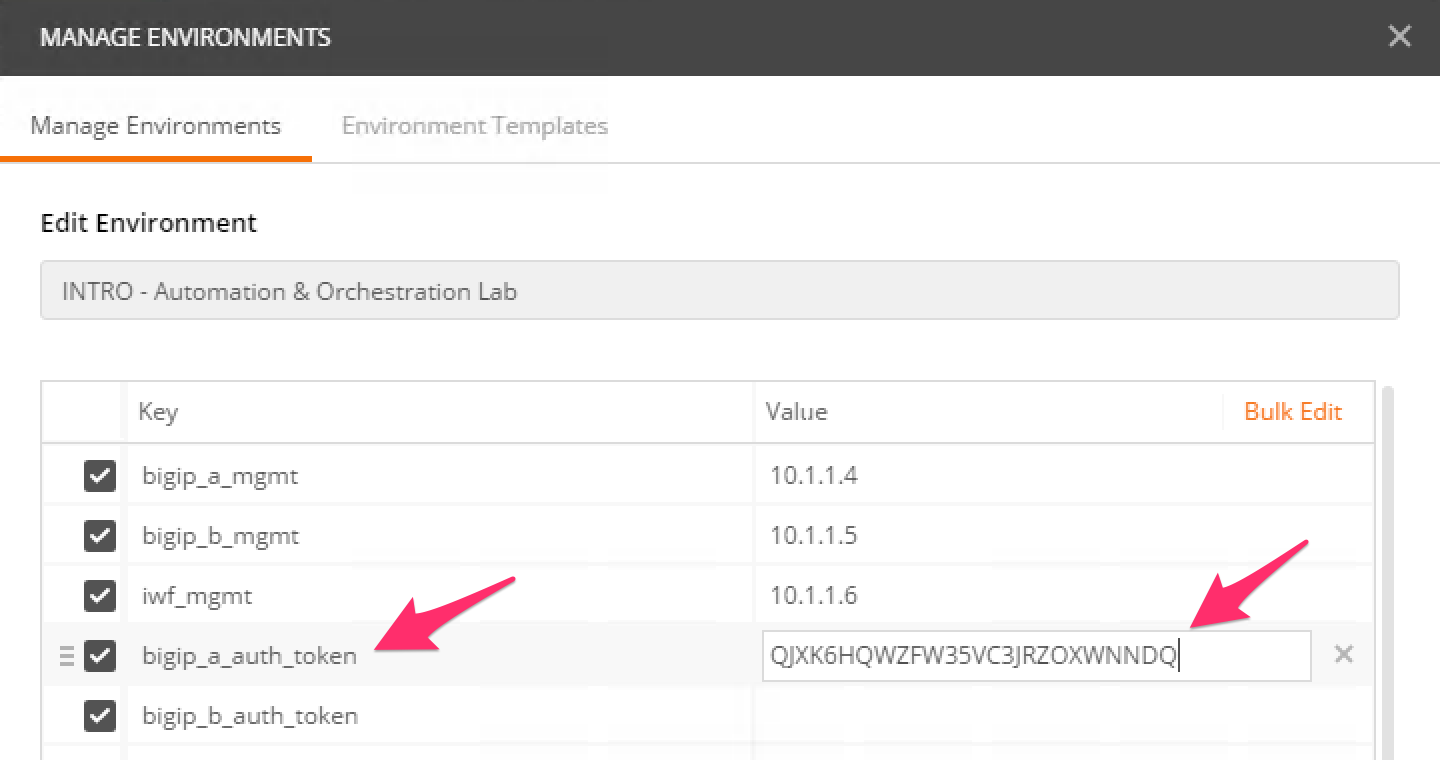 MANAGE ENVIRONMENTS
Manage Environments Environment Templates
Edit Environment
INTRO - Automation & Orchestration Lab
Key Value Bulk Edit
bigip_a_mgmt 10.1.1.4
bigip_b_mgmt 10.1.1.5
iwf_mgmt 10.1.1.6
bigip_a_auth_token QJXK6HQWZFW35VC3JRZOXWNNDQ
bigip_b_auth_token